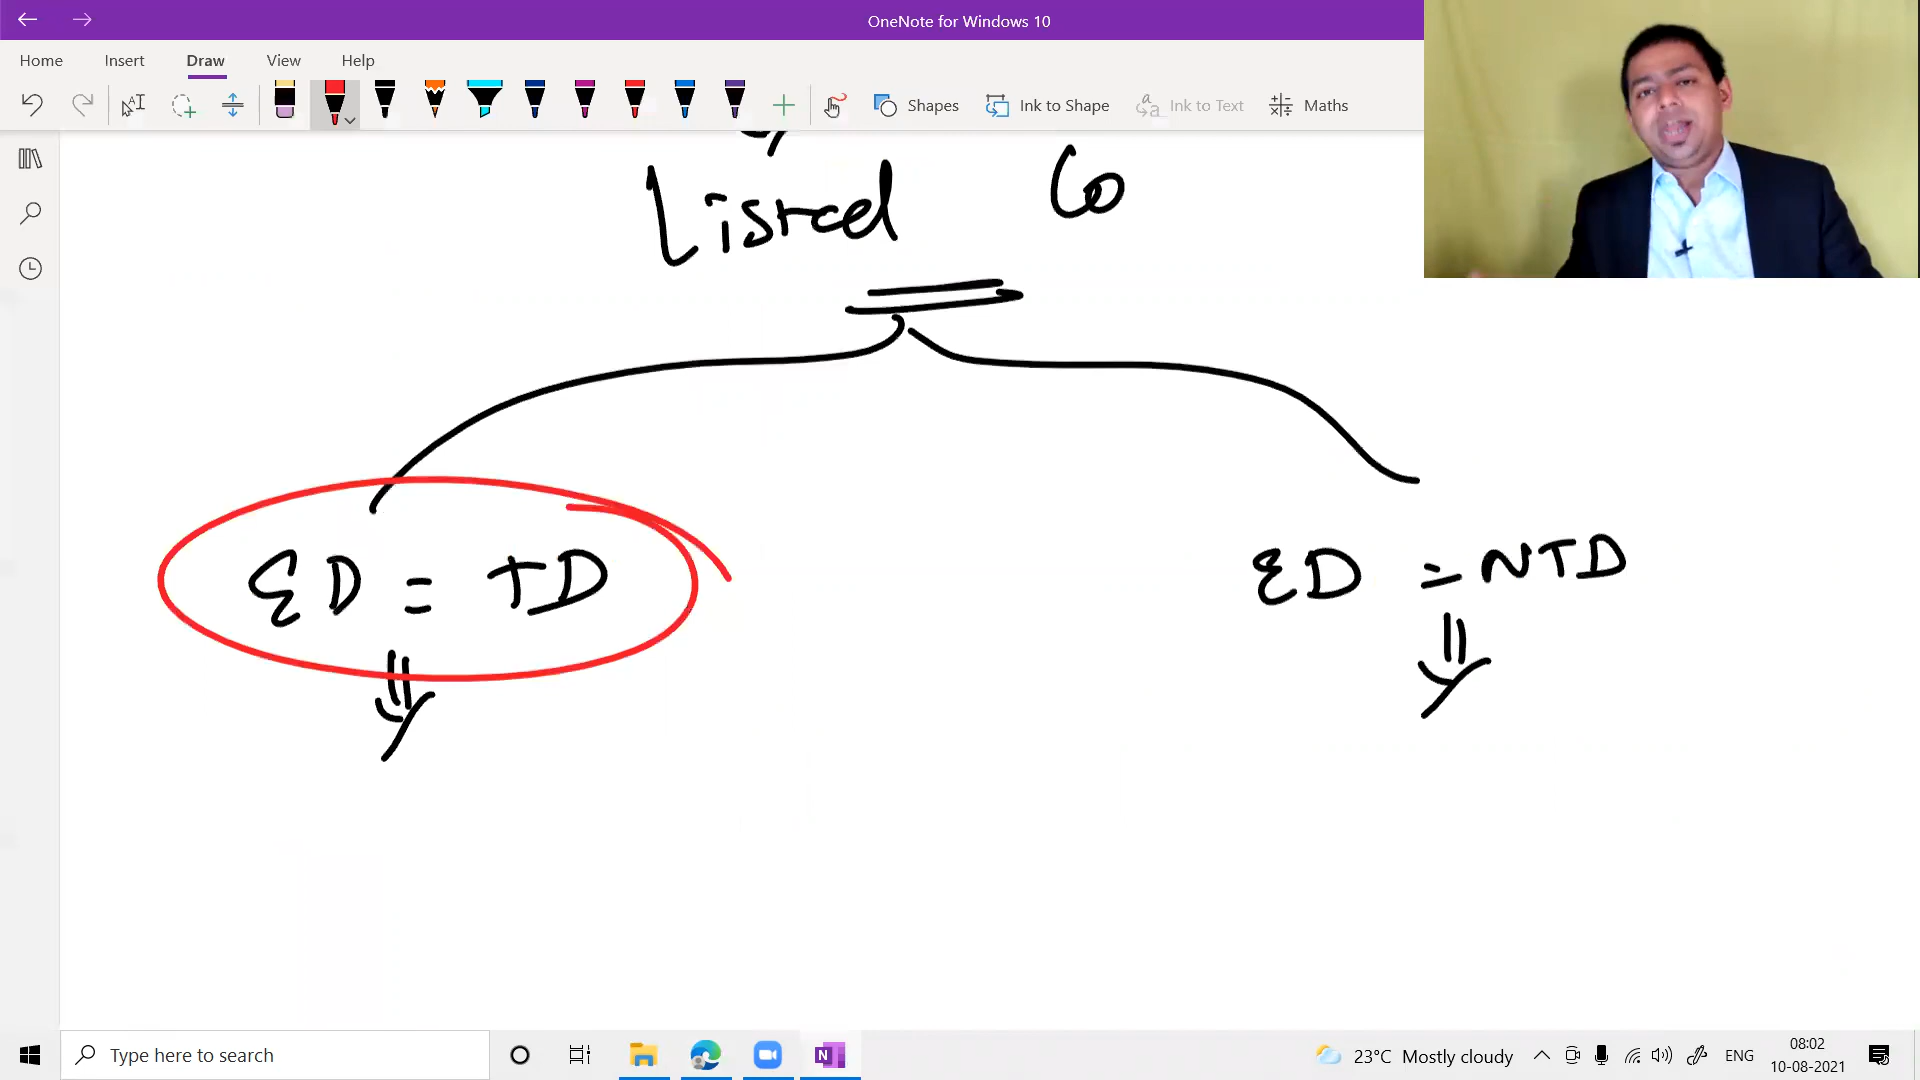 OneNote for Windows 10
Home Insert Draw View Help
Shapes Ink to Shape Ink to Text Maths
Listed Co
ED = TD
ED = NTD
Type here to search
23°C Mostly cloudy ENG 08:02
10-08-2021